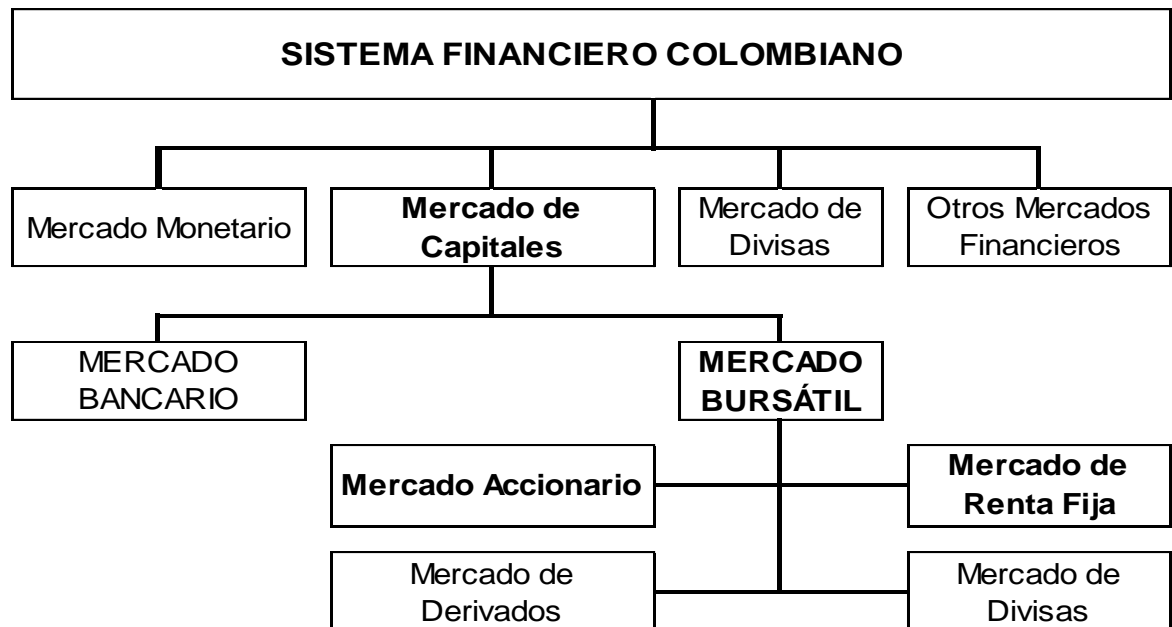 SISTEMA FINANCIERO COLOMBIANO
Mercado Monetario
Mercado de
Capitales
Mercado de
Divisas
Otros Mercados
Financieros
MERCADO
BANCARIO
MERCADO
BURSÁTIL
Mercado Accionario
Mercado de
Renta Fija
Mercado de
Derivados
Mercado de
Divisas